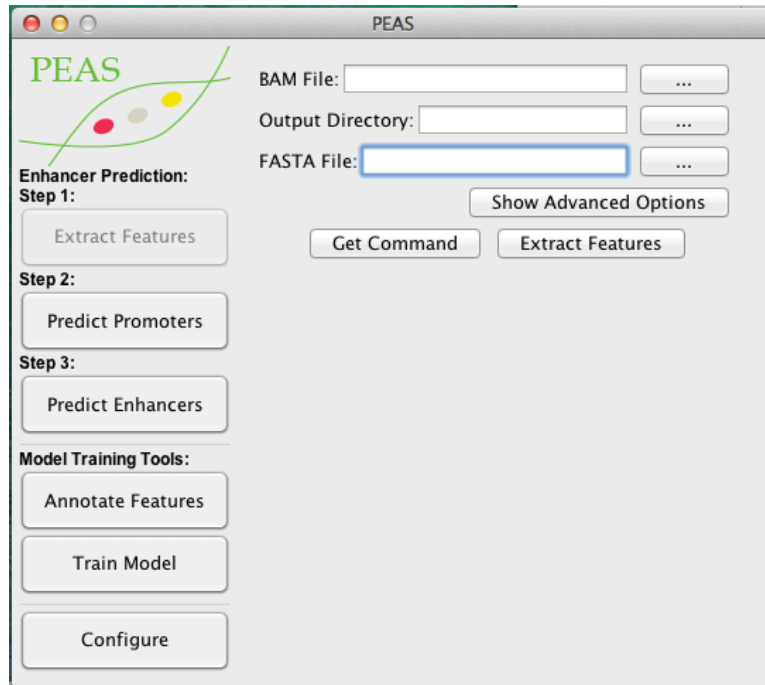 PEAS
PEAS
BAM File:
...
Output Directory:
...
FASTA File:
...
Show Advanced Options
Get Command
Extract Features
Enhancer Prediction:
Step 1:
Extract Features
Step 2:
Predict Promoters
Step 3:
Predict Enhancers
Model Training Tools:
Annotate Features
Train Model
Configure